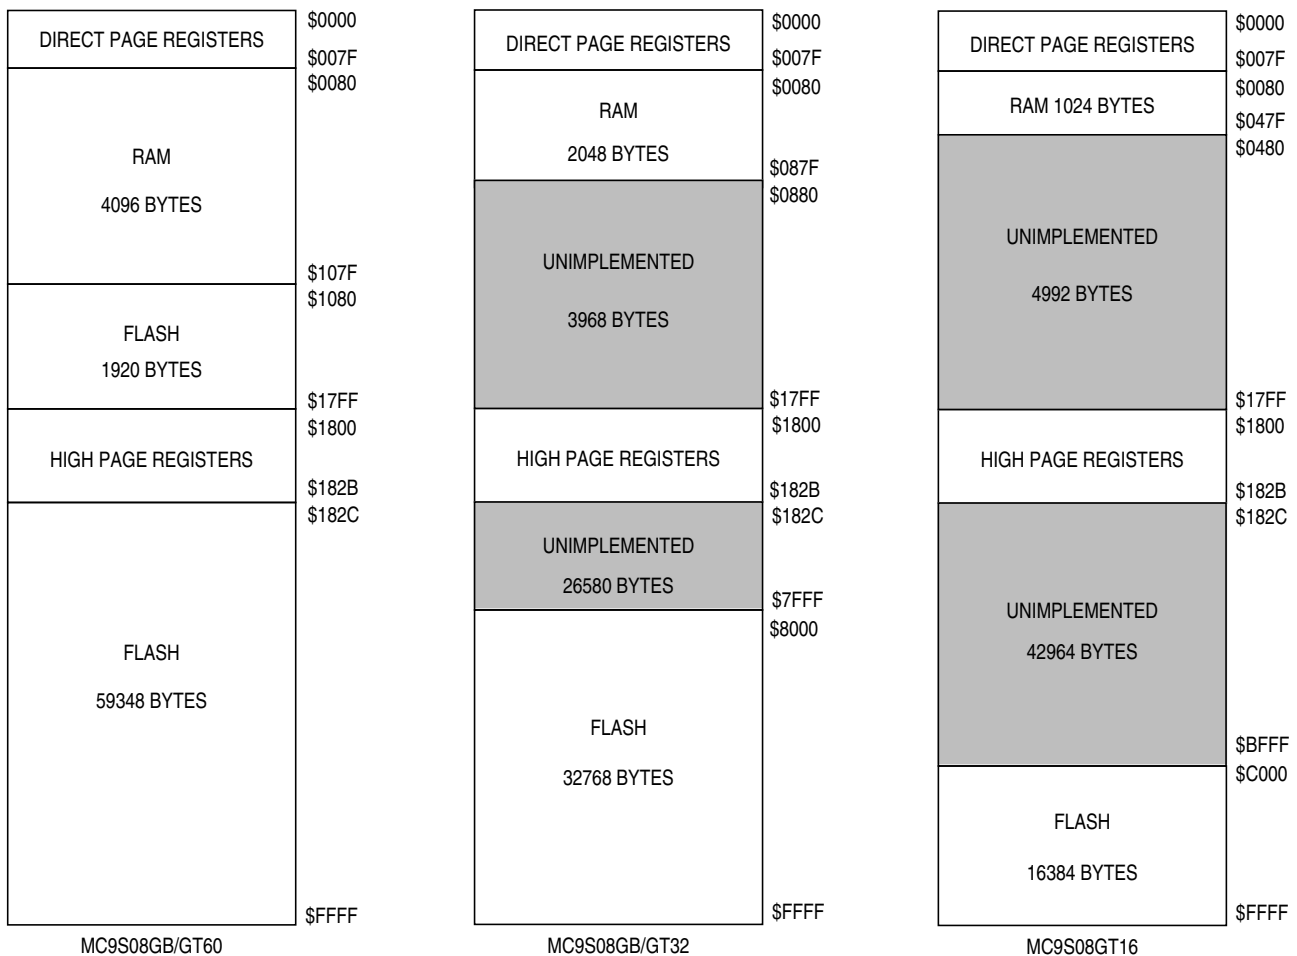 DIRECT PAGE REGISTERS
$0000
$007F
$0080
RAM
4096 BYTES
$107F
$1080
FLASH
1920 BYTES
$17FF
$1800
HIGH PAGE REGISTERS
$182B
$182C
FLASH
59348 BYTES
$FFFF
MC9S08GB/GT60
DIRECT PAGE REGISTERS
$0000
$007F
$0080
RAM
2048 BYTES
$087F
$0880
UNIMPLEMENTED
3968 BYTES
$17FF
$1800
HIGH PAGE REGISTERS
$182B
$182C
UNIMPLEMENTED
26580 BYTES
$7FFF
$8000
FLASH
32768 BYTES
$FFFF
MC9S08GB/GT32
DIRECT PAGE REGISTERS
$0000
$007F
$0080
RAM 1024 BYTES
$047F
$0480
UNIMPLEMENTED
4992 BYTES
$17FF
$1800
HIGH PAGE REGISTERS
$182B
$182C
UNIMPLEMENTED
42964 BYTES
$BFFF
$C000
FLASH
16384 BYTES
$FFFF
MC9S08GT16